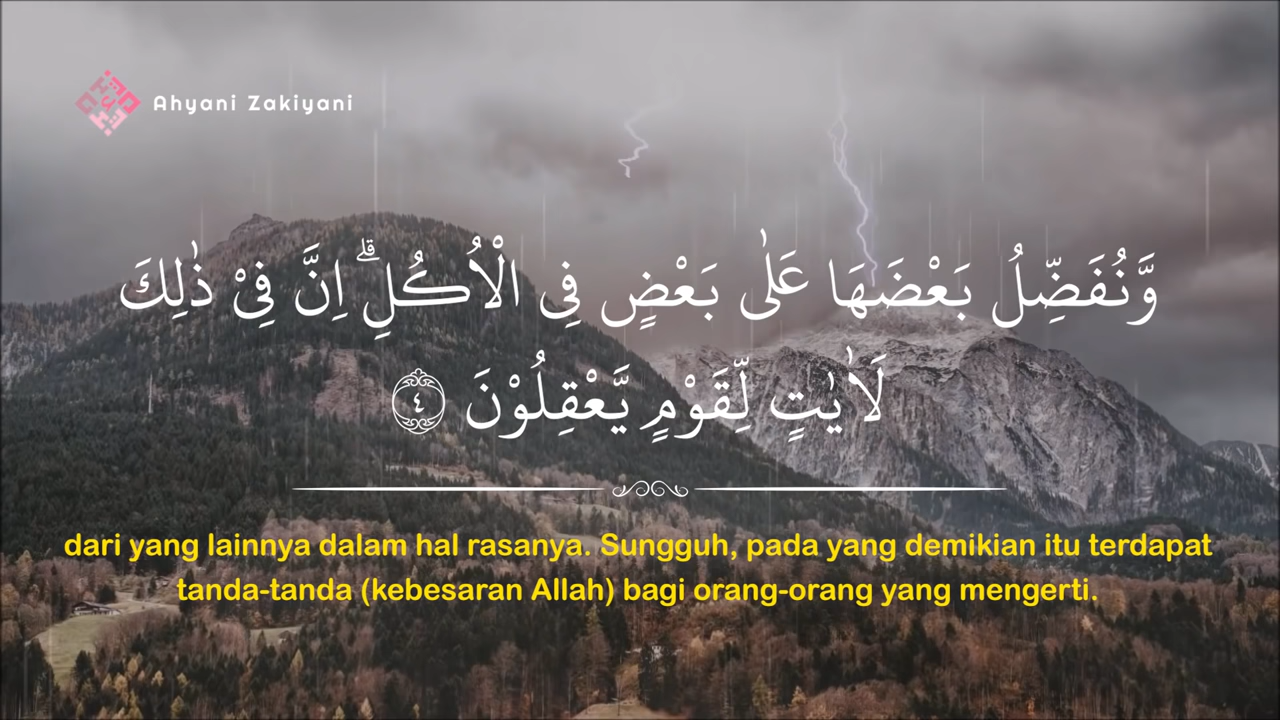 Ahyani Zakiyani
وَّنُفَضِّلُ بَعْضَهَا عَلٰى بَعْضٍ فِى الْاُكُلِۗ اِنَّ فِيْ ذٰلِكَ
لَاٰيٰتٍ لِّقَوْمٍ يَّعْقِلُوْنَ ٤
dari yang lainnya dalam hal rasanya. Sungguh, pada yang demikian itu terdapat
tanda-tanda (kebesaran Allah) bagi orang-orang yang mengerti.